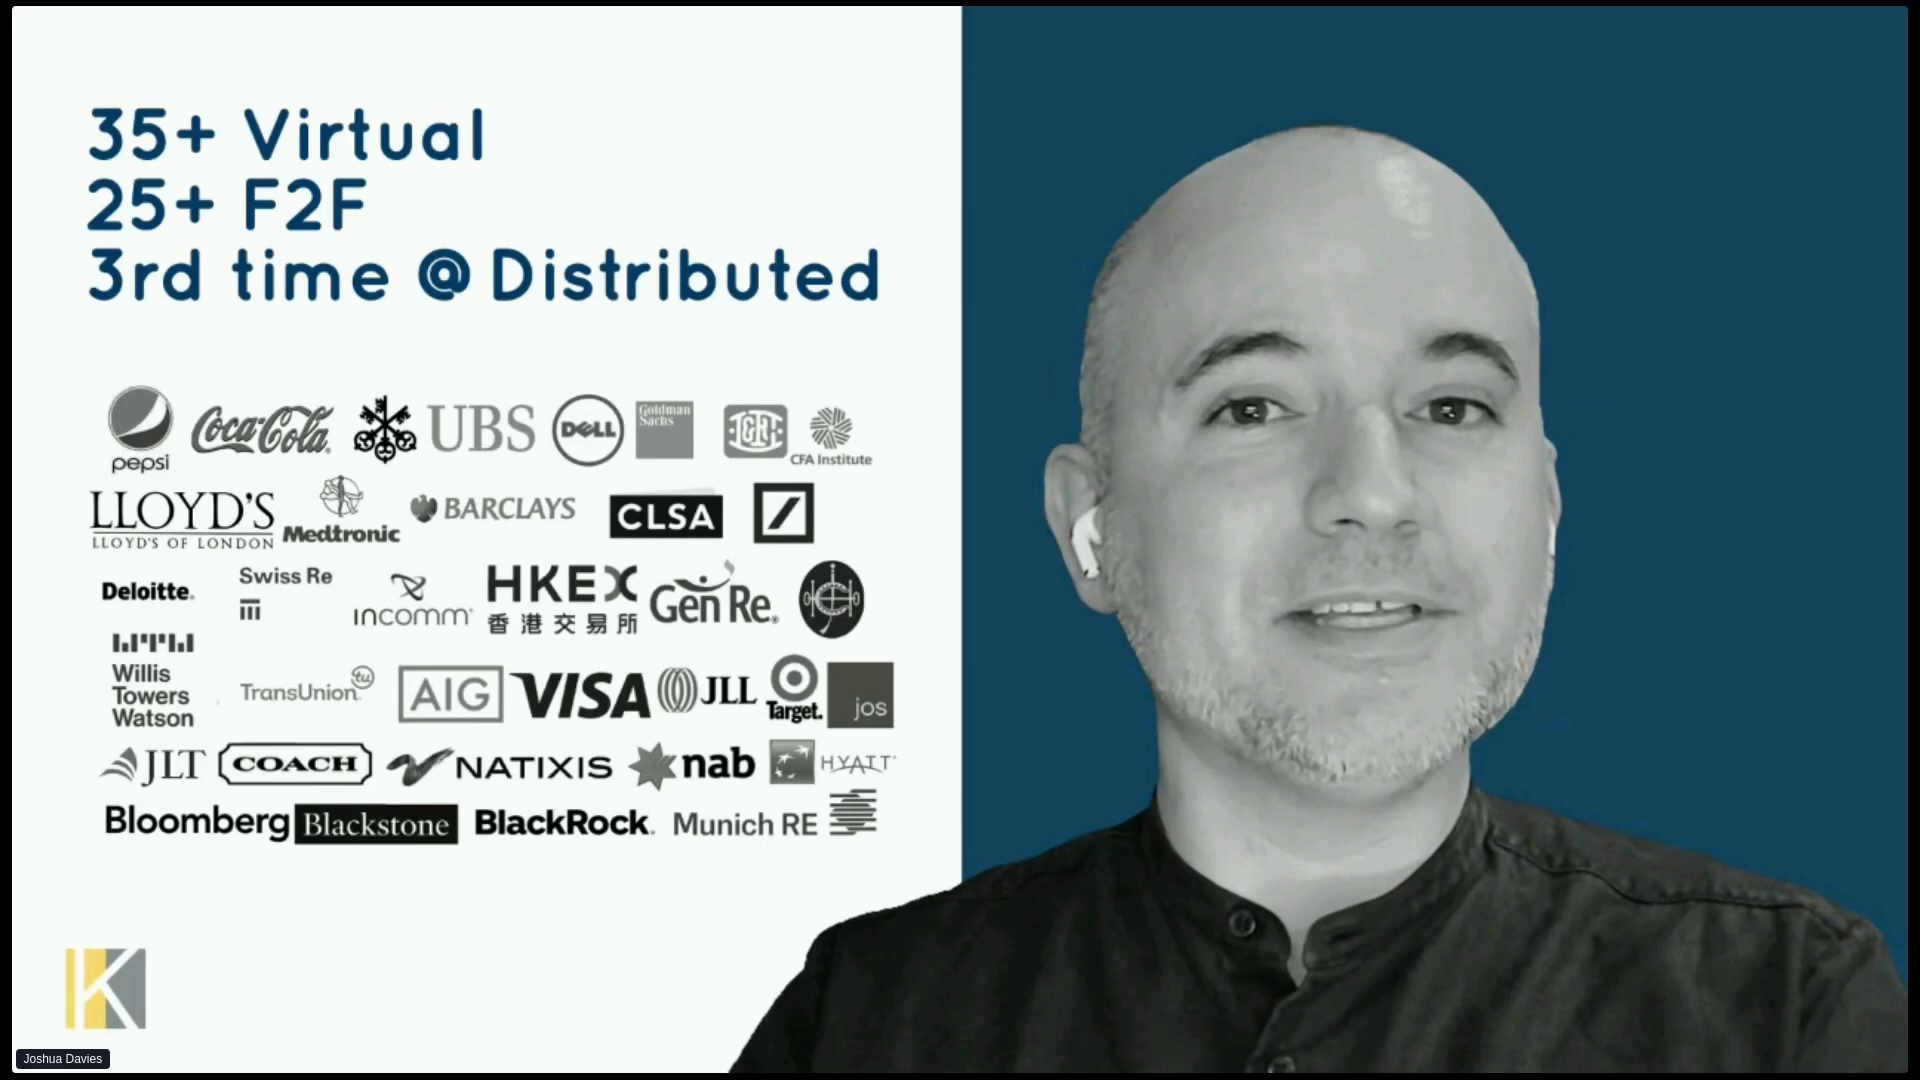 35+ Virtual
25+ F2F
3rd time @ Distributed
pepsi
Coca-Cola
UBS
DELL
Goldman
Sachs
CFA Institute
LLOYD'S
LLOYD'S OF LONDON
Medtronic
BARCLAYS
CLSA
Deloitte.
Swiss Re
incomm
HKEX
香港交易所
Gen Re
Willis
Towers
Watson
TransUnion
tu
AIG
VISA
JLL
Target.
jos
JLT
COACH
NATIXIS
nab
HYATT
Bloomberg
Blackstone
BlackRock.
Munich RE
K
Joshua Davies